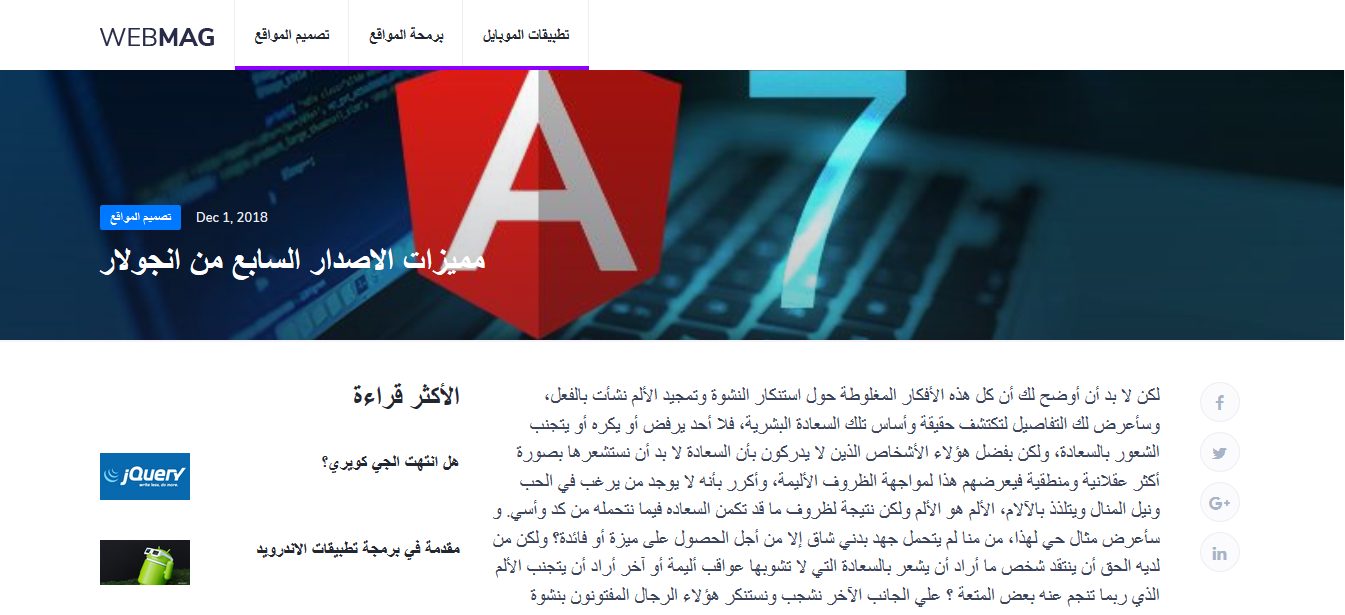 WEBMAG
تصميم المواقع
برمحة المواقع
تطبيقات الموبايل
A
7
تصميم المواقع
Dec 1, 2018
مميزات الاصدار السابع من انجولار
لكن لا بد أن أوضح لك أن كل هذه الأفكار المغلوطة حول استنكار النشوة وتمجيد الألم نشأت بالفعل،
وسأعرض لك التفاصيل لتكتشف حقيقة وأساس تلك السعادة البشرية، فلا أحد يرفض أو يكره أو يتجنب
الشعور بالسعادة، ولكن بفضل هؤلاء الأشخاص الذين لا يدركون بأن السعادة لا بد أن نستشعرها بصورة
أكثر عقلانية ومنطقية فيعرضهم هذا لمواجهة الظروف الأليمة، وأكرر بأنه لا يوجد من يرغب في الحب
ونيل المنال ويتلذذ بالآلام، الألم هو الألم ولكن نتيجة لظروف ما قد تكمن السعاده فيما نتحمله من كد وأسي. و
سأعرض مثال حي لهذا، من منا لم يتحمل جهد بدني شاق إلا من أجل الحصول على ميزة أو فائدة؟ ولكن من
لديه الحق أن ينتقد شخص ما أراد أن يشعر بالسعادة التي لا تشوبها عواقب أليمة أو آخر أراد أن يتجنب الألم
الذي ربما تنجم عنه بعض المتعة ؟ علي الجانب الآخر نشجب ونستنكر هؤلاء الرجال المفتونون بنشوة
الأكثر قراءة
هل انتهت الجي كويري؟
jQuery
write less, do more.
مقدمة في برمجة تطبيقات الاندرويد